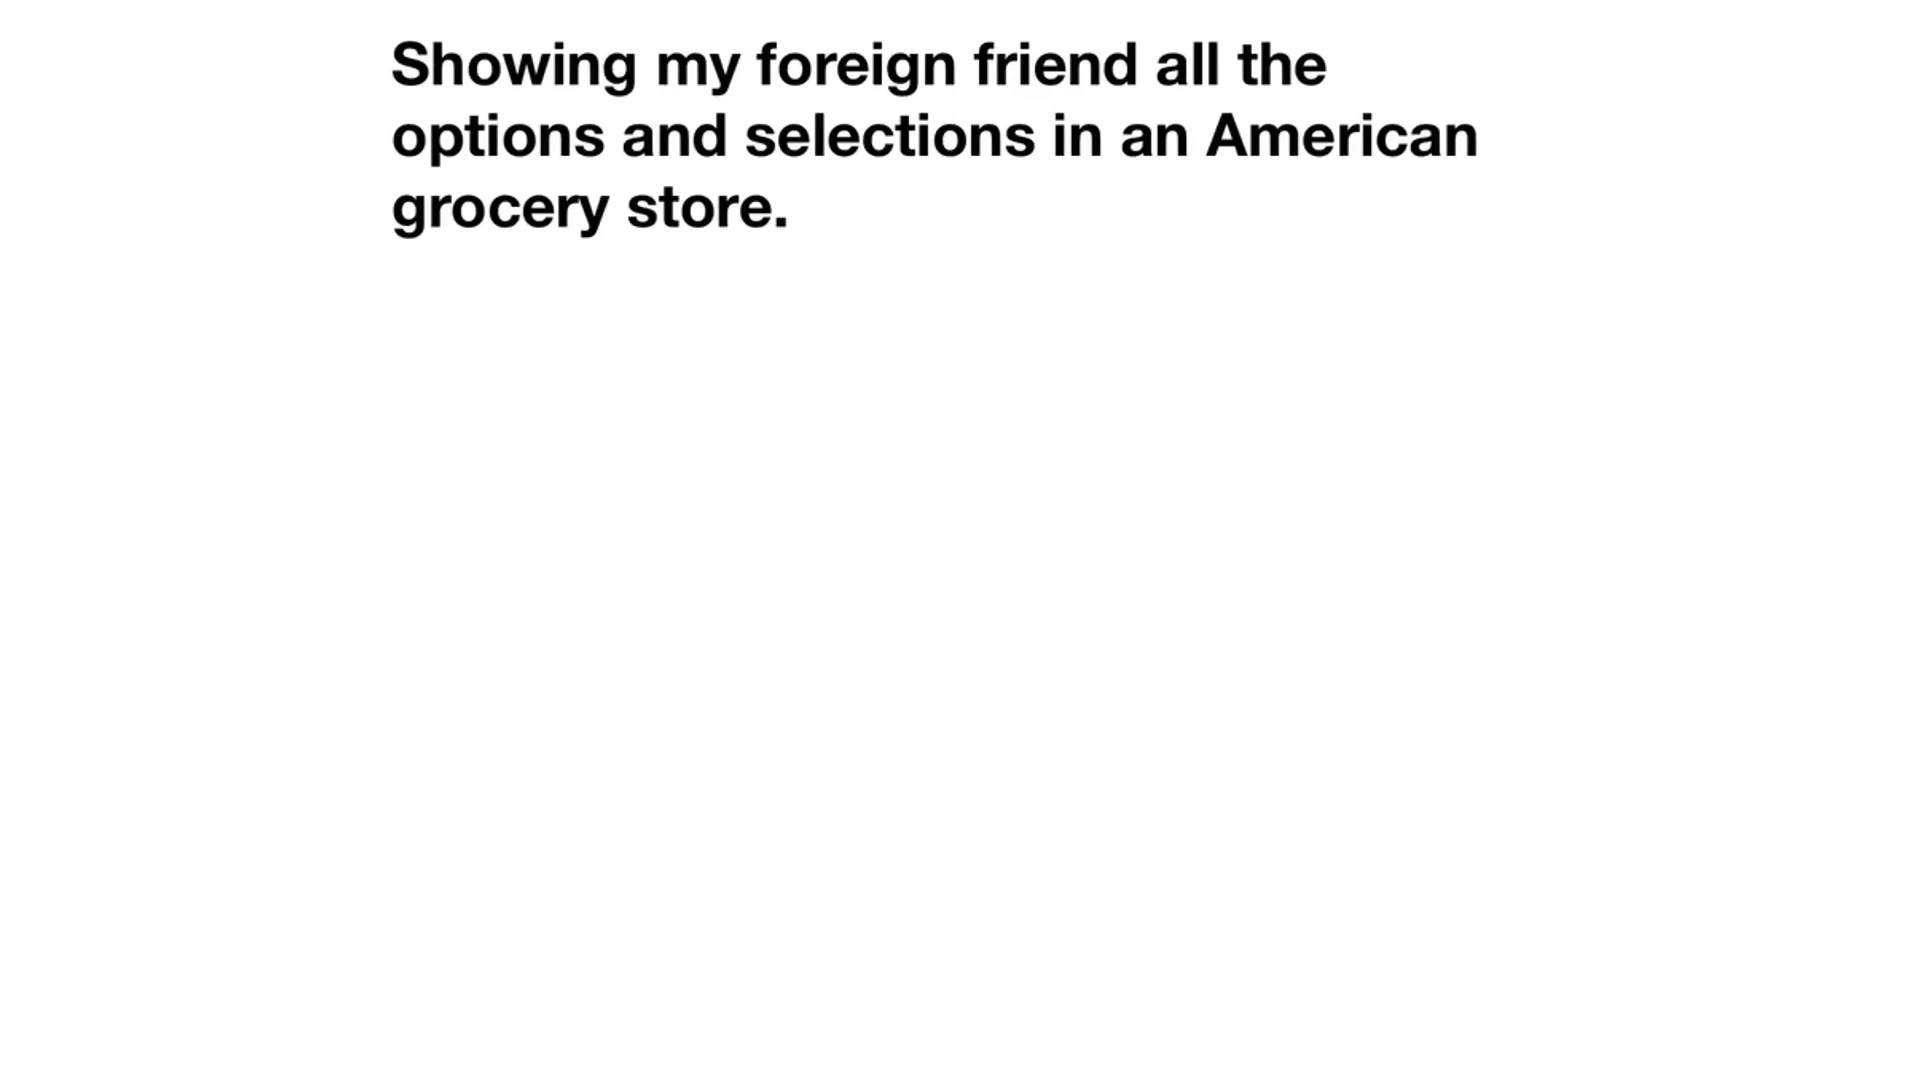 Showing my foreign friend all the
options and selections in an American
grocery store.